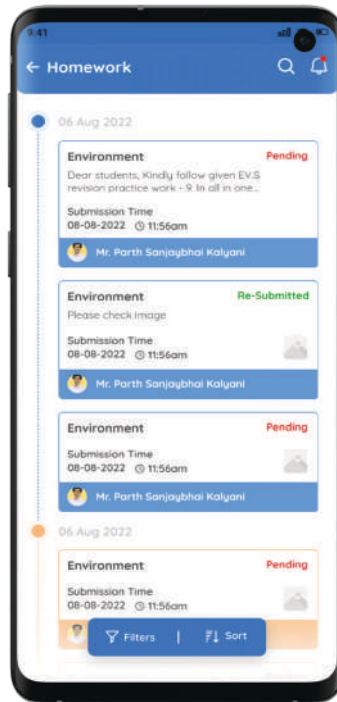 9:41
Homework
06 Aug 2022
Environment Pending
Dear students, Kindly follow given EV.S
revision practice work - 9. In all in one...
Submission Time
08-08-2022 11:56am
Mr. Parth Sanjaybhai Kalyani
Environment Re-Submitted
Please check image
Submission Time
08-08-2022 11:56am
Mr. Parth Sanjaybhai Kalyani
Environment Pending
Submission Time
08-08-2022 11:56am
Mr. Parth Sanjaybhai Kalyani
06 Aug 2022
Environment Pending
Submission Time
08-08-2022 11:56am
Filters | Sort